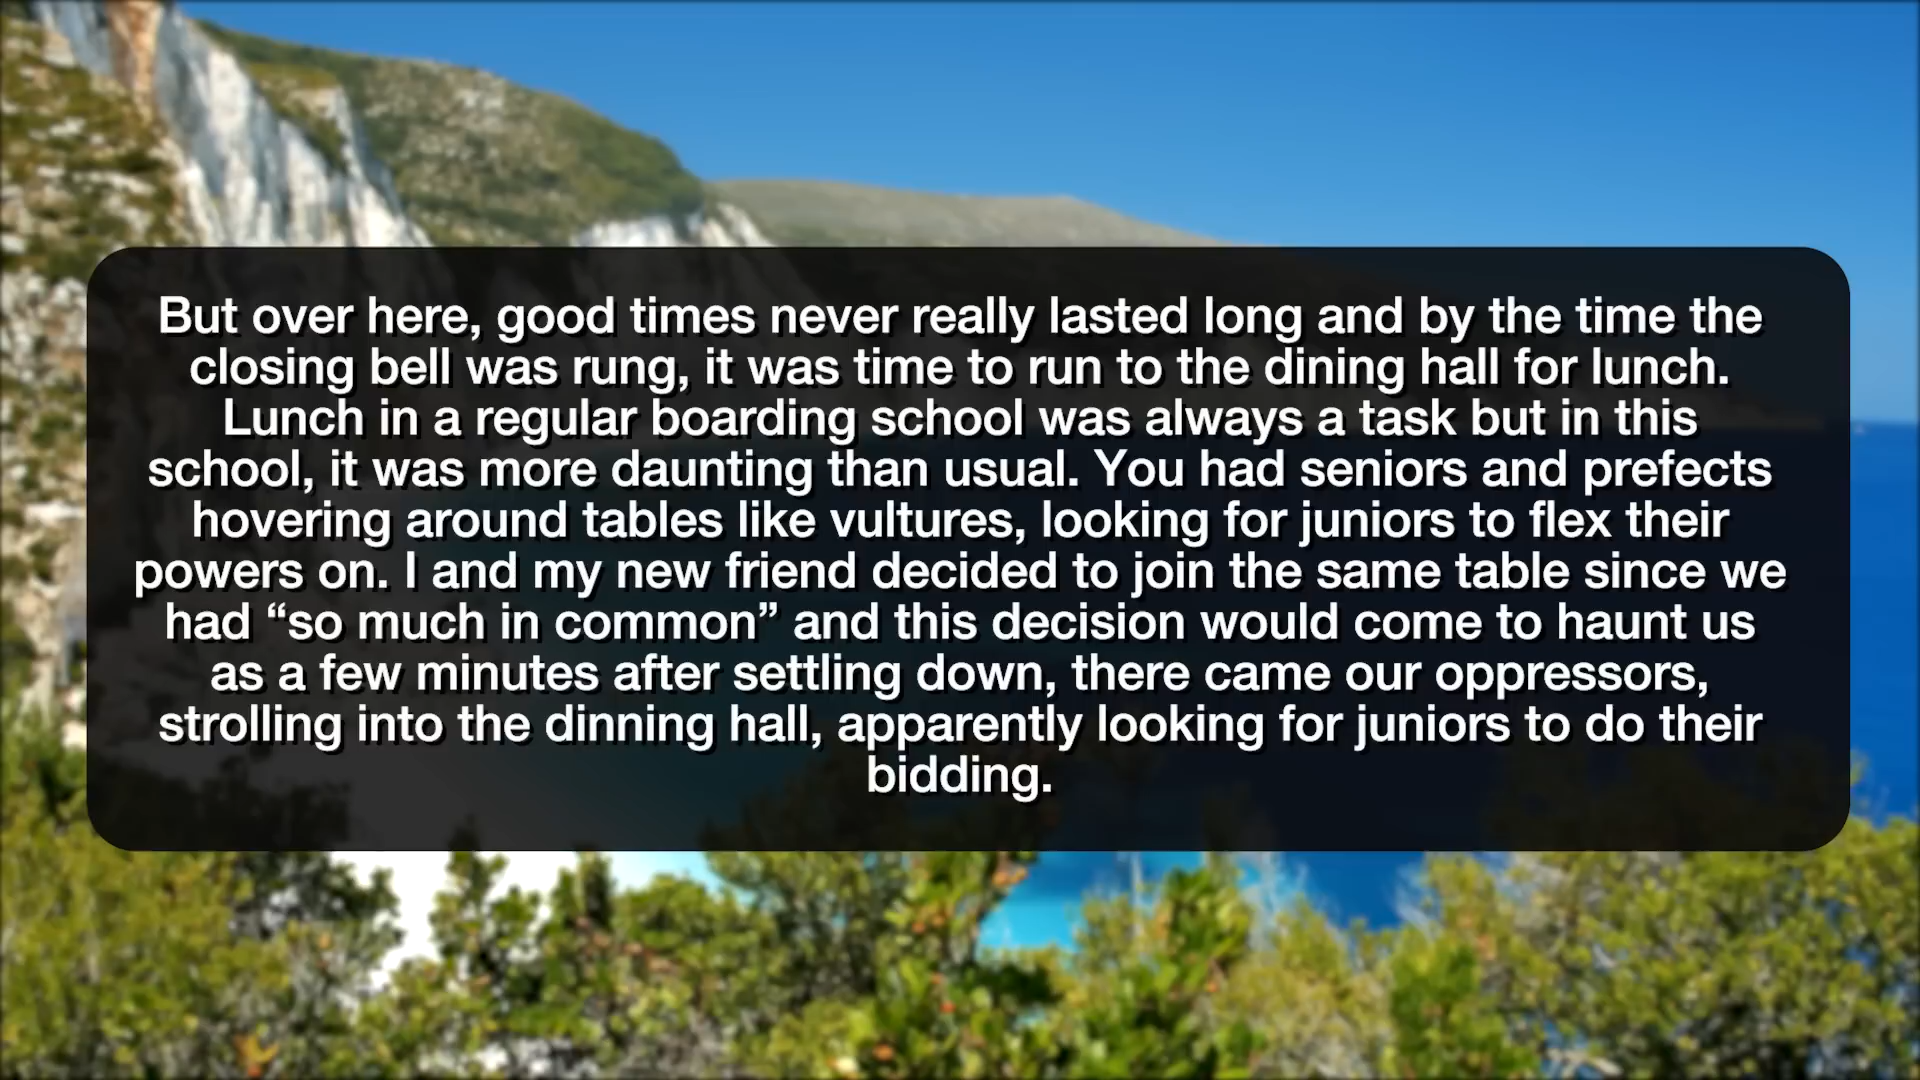 But over here, good times never really lasted long and by the time the
closing bell was rung, it was time to run to the dining hall for lunch.
Lunch in a regular boarding school was always a task but in this
school, it was more daunting than usual. You had seniors and prefects
hovering around tables like vultures, looking for juniors to flex their
powers on. I and my new friend decided to join the same table since we
had “so much in common” and this decision would come to haunt us
as a few minutes after settling down, there came our oppressors,
strolling into the dinning hall, apparently looking for juniors to do their
bidding.